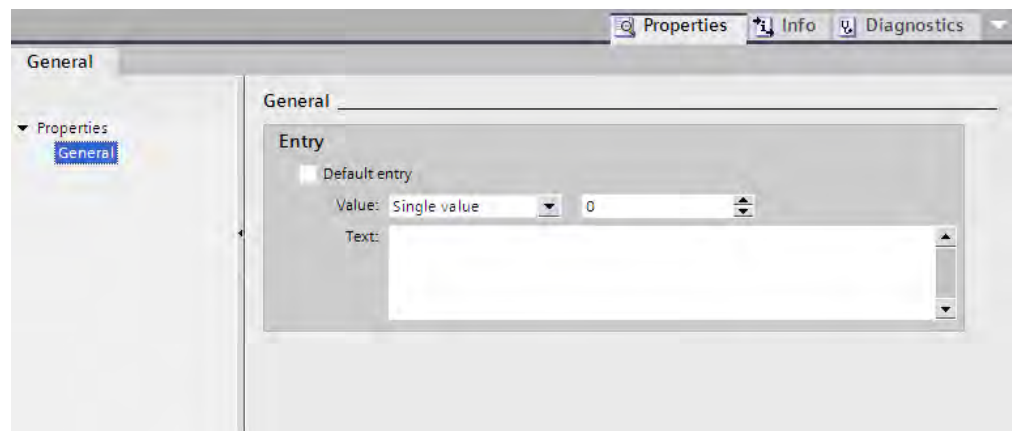 Properties Info Diagnostics
General
General
Properties
General
Entry
Default entry
Value: Single value 0
Text: